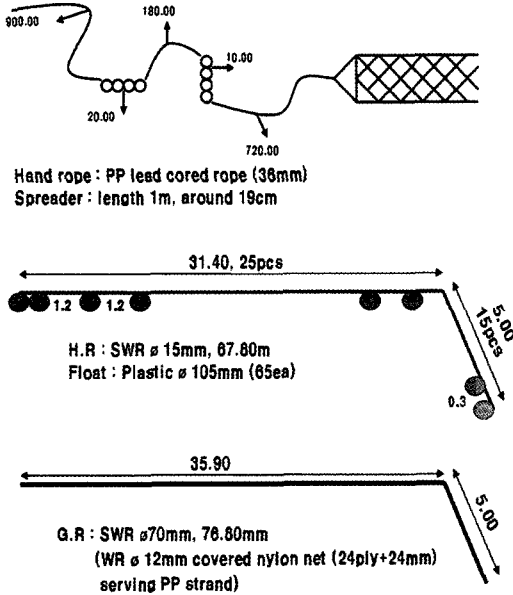 900.00
180.00
10.00
20.00
720.00
Hand rope : PP lead cored rope (36mm)
Spreader : length 1m, around 19cm
31.40, 25pcs
1.2
1.2
5.00
15pcs
H.R : SWR ø 15mm, 67.80m
Float : Plastic ø 105mm (65ea)
0.3
35.90
5.00
G.R : SWR ø70mm, 76.80mm
(WR ø 12mm covered nylon net (24ply+24mm)
serving PP strand)